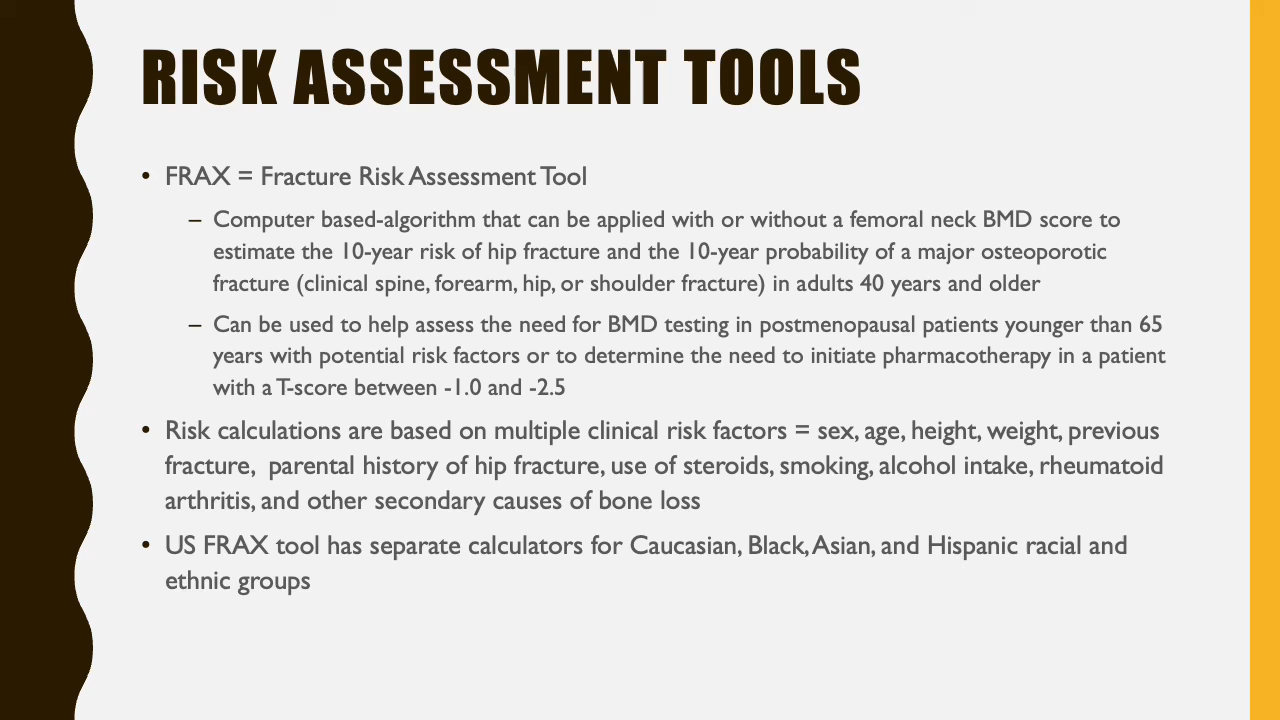 RISK ASSESSMENT TOOLS
• FRAX = Fracture Risk Assessment Tool
– Computer based-algorithm that can be applied with or without a femoral neck BMD score to
estimate the 10-year risk of hip fracture and the 10-year probability of a major osteoporotic
fracture (clinical spine, forearm, hip, or shoulder fracture) in adults 40 years and older
– Can be used to help assess the need for BMD testing in postmenopausal patients younger than 65
years with potential risk factors or to determine the need to initiate pharmacotherapy in a patient
with a T-score between -1.0 and -2.5
• Risk calculations are based on multiple clinical risk factors = sex, age, height, weight, previous
fracture,  parental history of hip fracture, use of steroids, smoking, alcohol intake, rheumatoid
arthritis, and other secondary causes of bone loss
• US FRAX tool has separate calculators for Caucasian, Black, Asian, and Hispanic racial and
ethnic groups